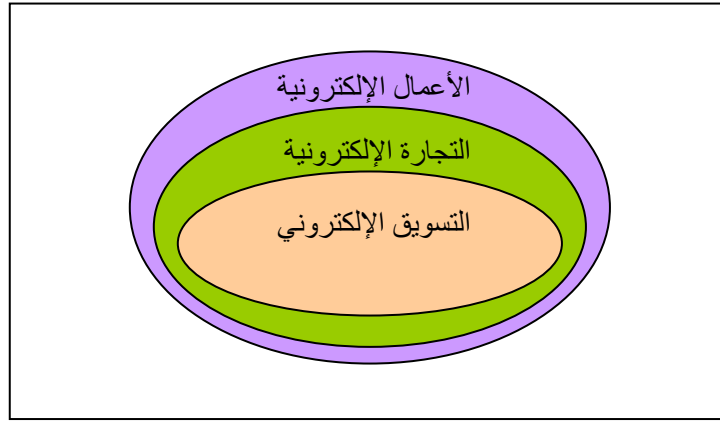 الأعمال الإلكترونية
التجارة الإلكترونية
التسويق الإلكتروني